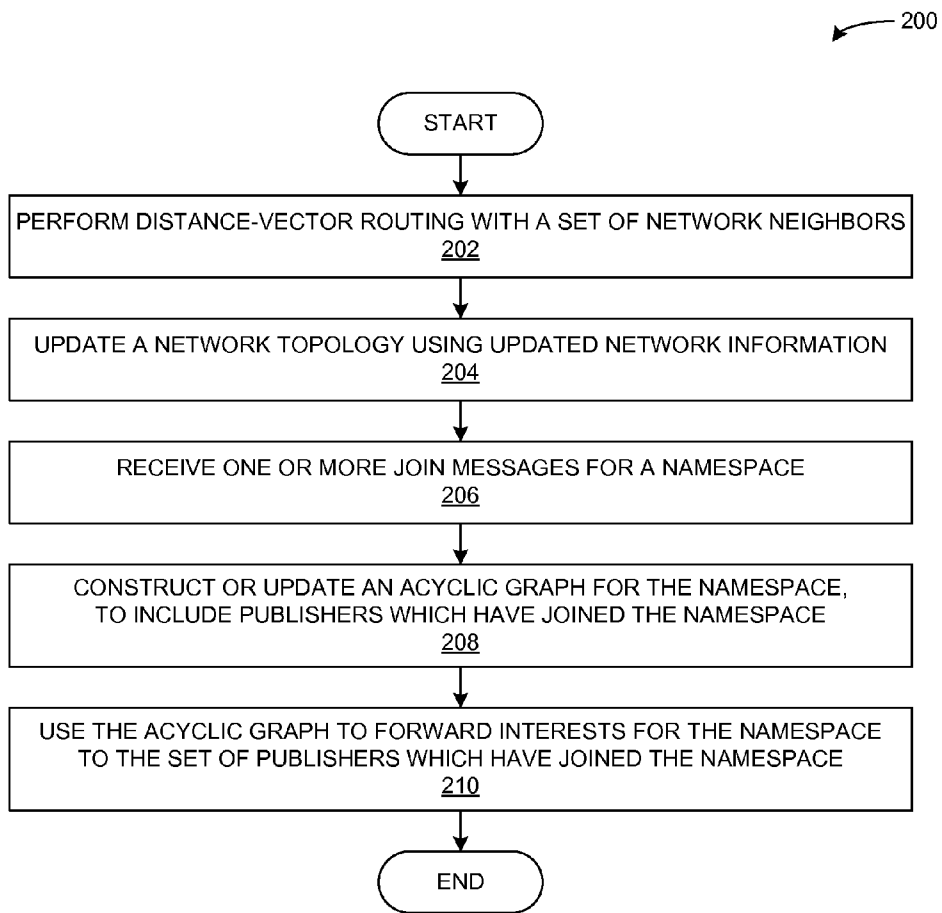 200
START
PERFORM DISTANCE-VECTOR ROUTING WITH A SET OF NETWORK NEIGHBORS
202
UPDATE A NETWORK TOPOLOGY USING UPDATED NETWORK INFORMATION
204
RECEIVE ONE OR MORE JOIN MESSAGES FOR A NAMESPACE
206
CONSTRUCT OR UPDATE AN ACYCLIC GRAPH FOR THE NAMESPACE,
TO INCLUDE PUBLISHERS WHICH HAVE JOINED THE NAMESPACE
208
USE THE ACYCLIC GRAPH TO FORWARD INTERESTS FOR THE NAMESPACE
TO THE SET OF PUBLISHERS WHICH HAVE JOINED THE NAMESPACE
210
END